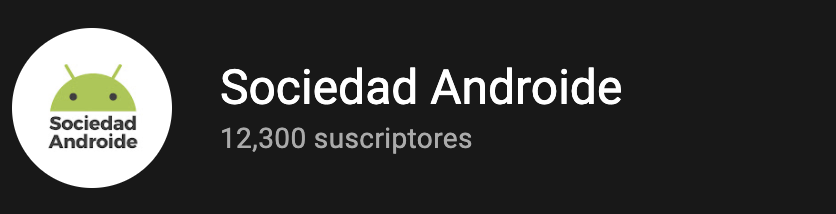 Sociedad
Androide
Sociedad Androide
12,300 suscriptores